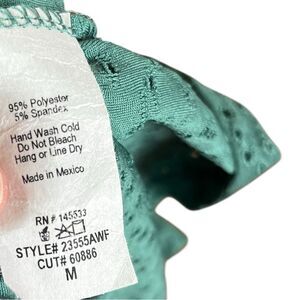 95% Polyester
5% Spandex
Hand Wash Cold
Do Not Bleach
Hang or Line Dry
Made in Mexico
RN# 145533
STYLE# 23555AWF
CUT# 60886
M